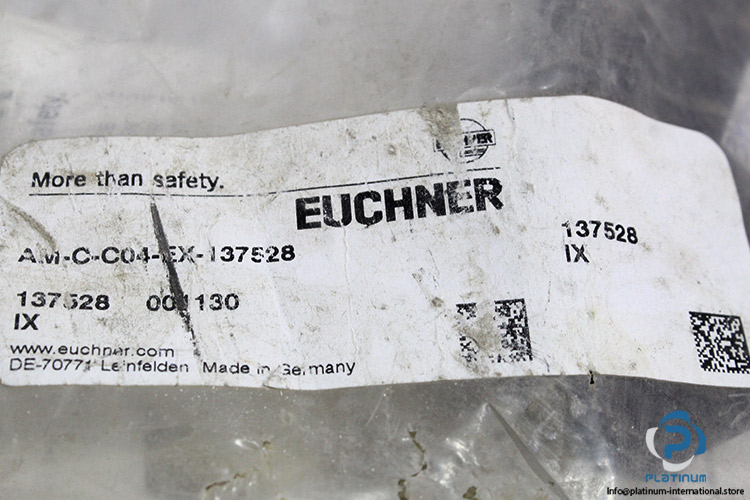 More than safety.
EUCHNER
AM-C-C04-EX-137528
137528 001130
IX
www.euchner.com
DE-70771 Leinfelden Made in Germany
137528
IX
PLATINUM
Info@platinum-international.store